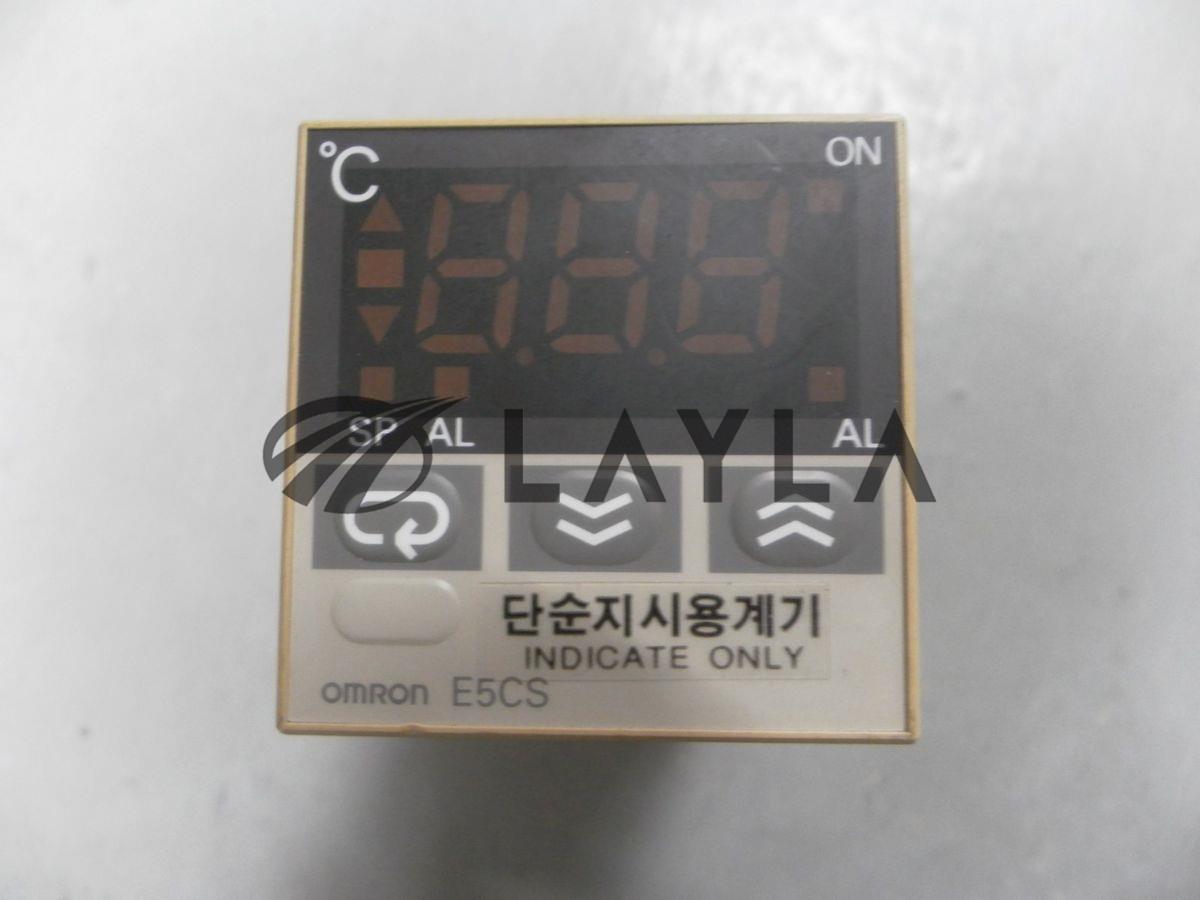 °C ON
SP AL AL
LAYLA
단순지시용계기
INDICATE ONLY
OMRON E5CS